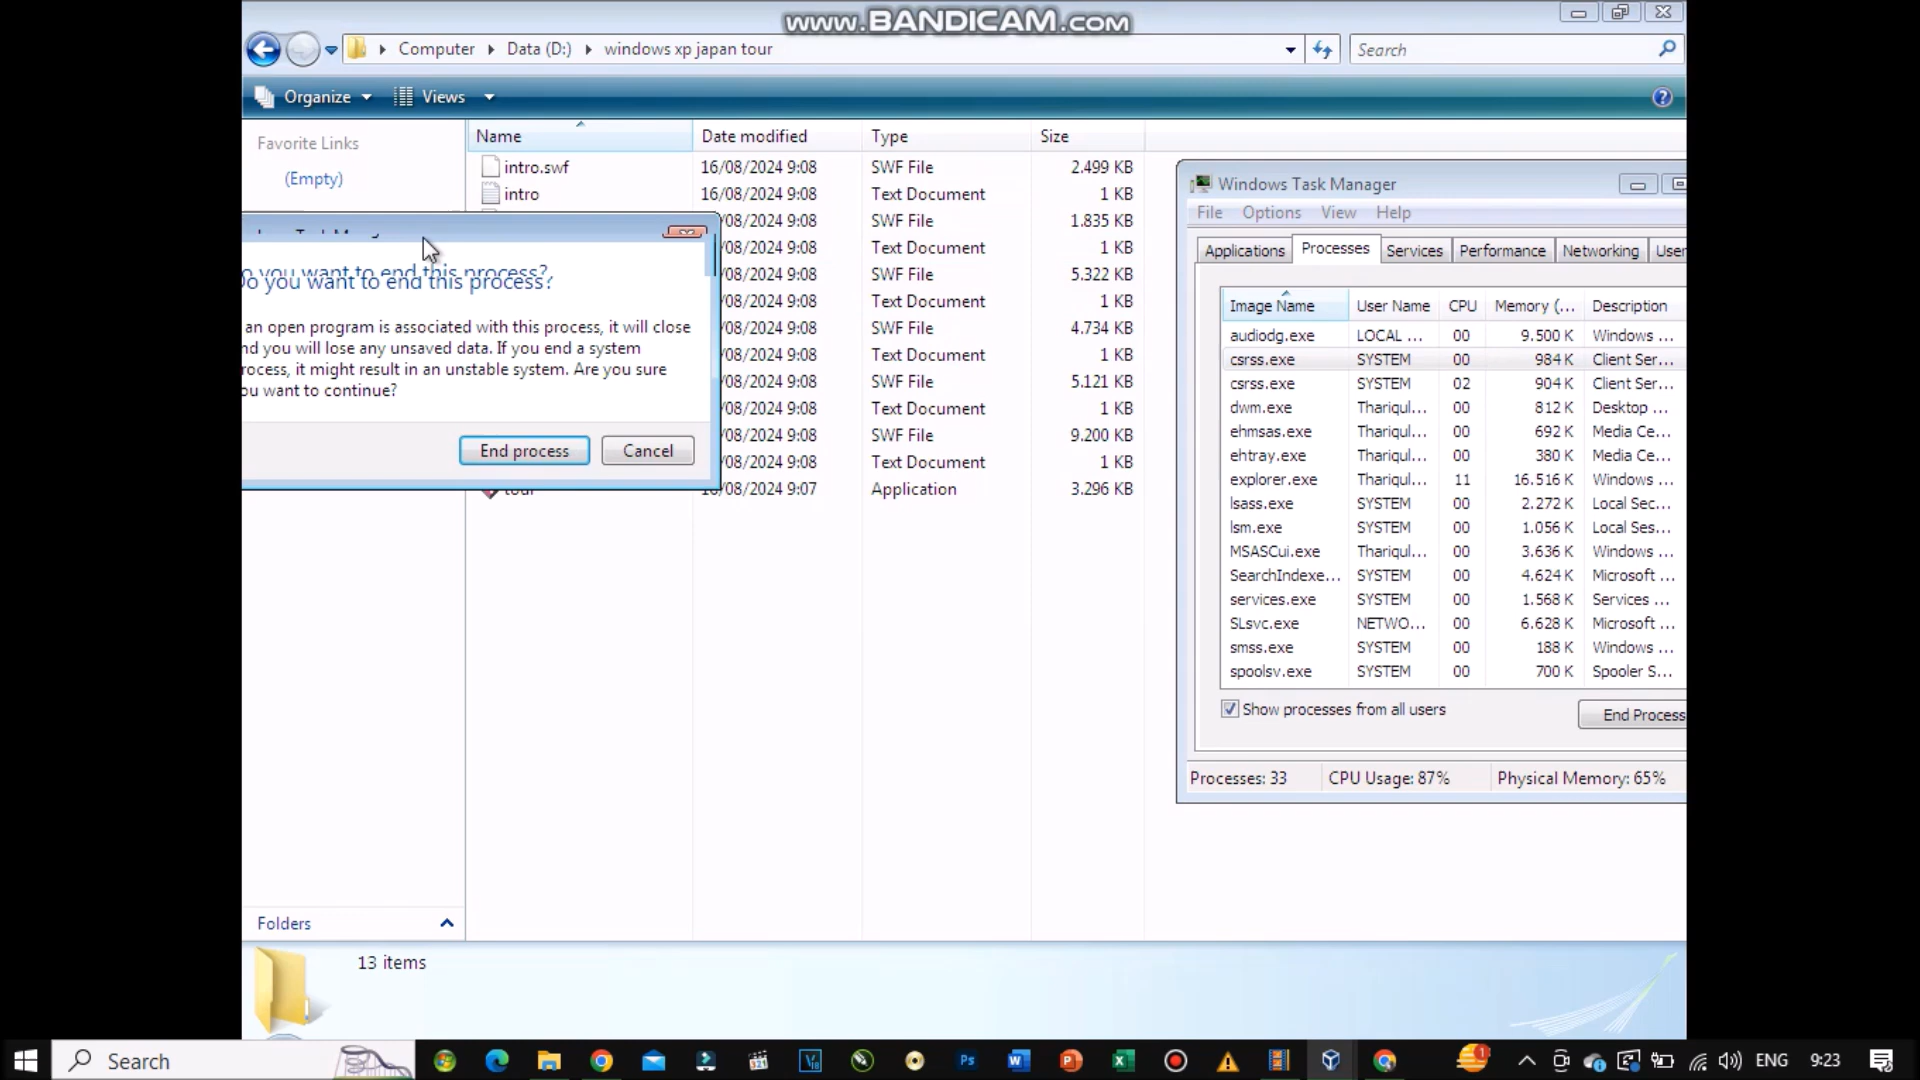 www.BANDICAM.com
Computer Data (D:) windows xp japan tour
Search
Organize Views
Favorite Links
(Empty)
Name Date modified Type Size
intro.swf 16/08/2024 9:08 SWF File 2.499 KB
intro 16/08/2024 9:08 Text Document 1 KB
/08/2024 9:08 SWF File 1.835 KB
/08/2024 9:08 Text Document 1 KB
/08/2024 9:08 SWF File 5.322 KB
/08/2024 9:08 Text Document 1 KB
/08/2024 9:08 SWF File 4.734 KB
/08/2024 9:08 Text Document 1 KB
/08/2024 9:08 SWF File 5.121 KB
/08/2024 9:08 Text Document 1 KB
/08/2024 9:08 SWF File 9.200 KB
/08/2024 9:08 Text Document 1 KB
tour 16/08/2024 9:07 Application 3.296 KB
o you want to end this process?
o you want to end this process?
an open program is associated with this process, it will close
nd you will lose any unsaved data. If you end a system
rocess, it might result in an unstable system. Are you sure
ou want to continue?
End process Cancel
Windows Task Manager
File Options View Help
Applications Processes Services Performance Networking User
Image Name User Name CPU Memory (... Description
audiodg.exe LOCAL ... 00 9.500 K Windows ...
csrss.exe SYSTEM 00 984 K Client Ser...
csrss.exe SYSTEM 02 904 K Client Ser...
dwm.exe Thariqul... 00 812 K Desktop ...
ehmsas.exe Thariqul... 00 692 K Media Ce...
ehtray.exe Thariqul... 00 380 K Media Ce...
explorer.exe Thariqul... 11 16.516 K Windows ...
lsass.exe SYSTEM 00 2.272 K Local Sec...
lsm.exe SYSTEM 00 1.056 K Local Ses...
MSASCui.exe Thariqul... 00 3.636 K Windows ...
SearchIndexe... SYSTEM 00 4.624 K Microsoft ...
services.exe SYSTEM 00 1.568 K Services ...
SLsvc.exe NETWO... 00 6.628 K Microsoft ...
smss.exe SYSTEM 00 188 K Windows ...
spoolsv.exe SYSTEM 00 700 K Spooler S...
Show processes from all users
End Process
Processes: 33 CPU Usage: 87% Physical Memory: 65%
Folders
13 items
Search
ENG 9:23